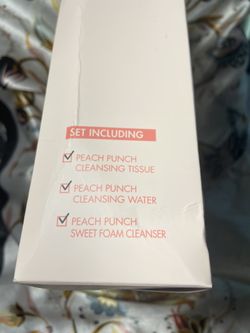 SET INCLUDING
PEACH PUNCH
CLEANSING TISSUE
PEACH PUNCH
CLEANSING WATER
PEACH PUNCH
SWEET FOAM CLEANSER